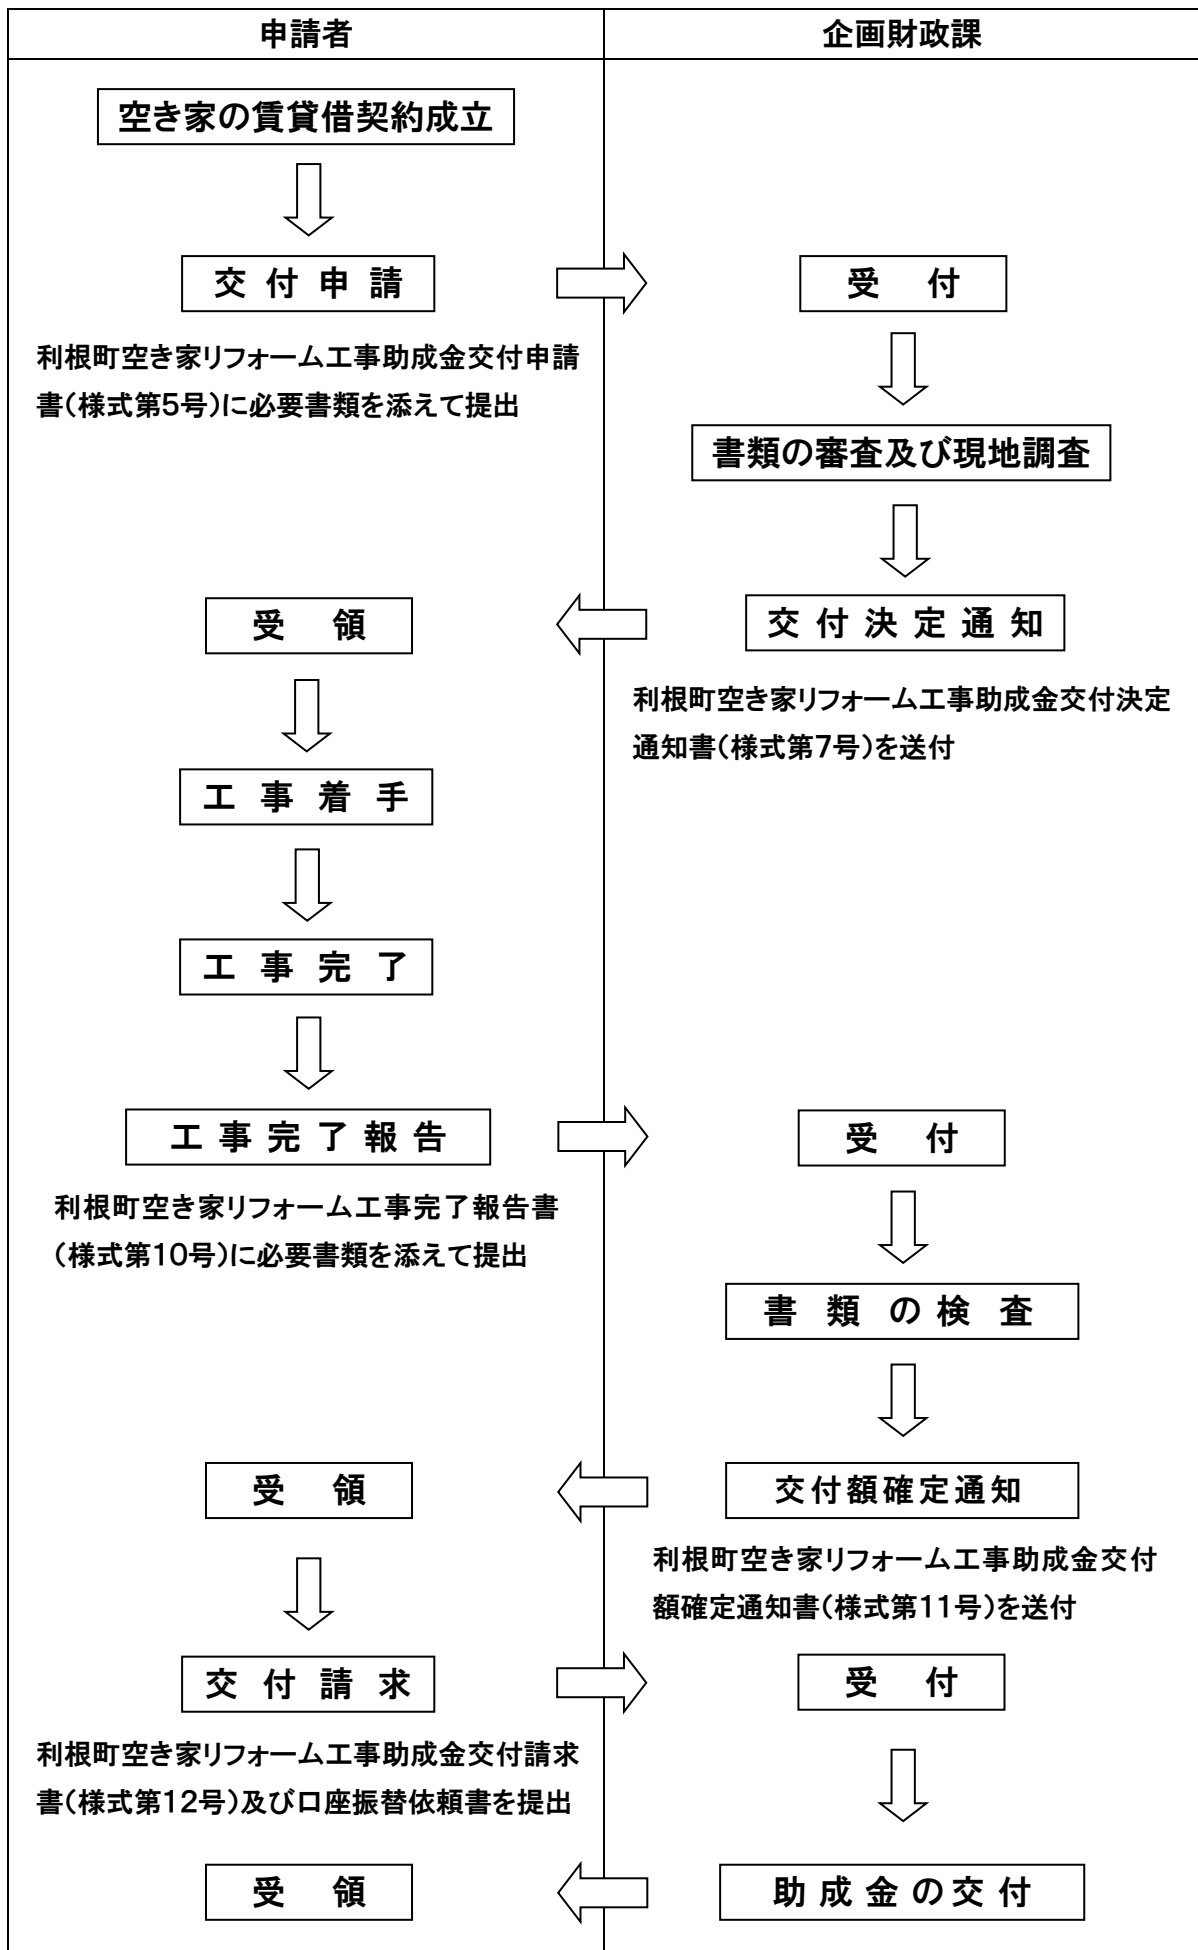 申請者
企画財政課
空き家の賃貸借契約成立
交付申請
受付
利根町空き家リフォーム工事助成金交付申請
書(様式第5号)に必要書類を添えて提出
書類の審査及び現地調査
受領
交付決定通知
利根町空き家リフォーム工事助成金交付決定
通知書(様式第7号)を送付
工事着手
工事完了
工事完了報告
受付
利根町空き家リフォーム工事完了報告書
(様式第10号)に必要書類を添えて提出
書類の検査
受領
交付額確定通知
利根町空き家リフォーム工事助成金交付
額確定通知書(様式第11号)を送付
交付請求
受付
利根町空き家リフォーム工事助成金交付請求
書(様式第12号)及び口座振替依頼書を提出
受領
助成金の交付